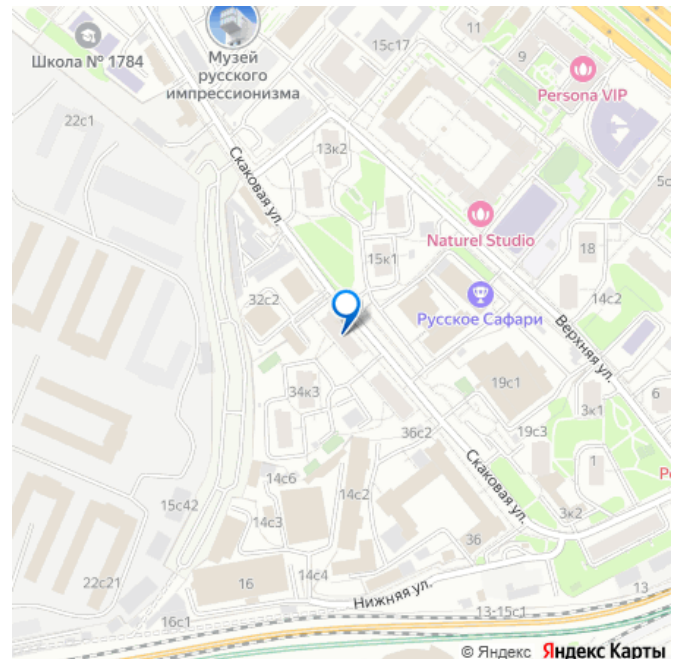 11
15с17
9
Школа № 1784
Музей
русского
импрессионизма
Persona VIP
22с1
13к2
Скаковая ул.
5с
Naturel Studio
15к1
18
32с2
Русское Сафари
14с2
Верхняя ул.
34к3
19с1
6
3к1
36с2
19с3
1
Скаковая ул.
14с6
14с2
15с42
14с3
3к2
36
14с4
22с21
16
Нижняя ул.
13
13-15с1
16с1
© Яндекс Яндекс Карты